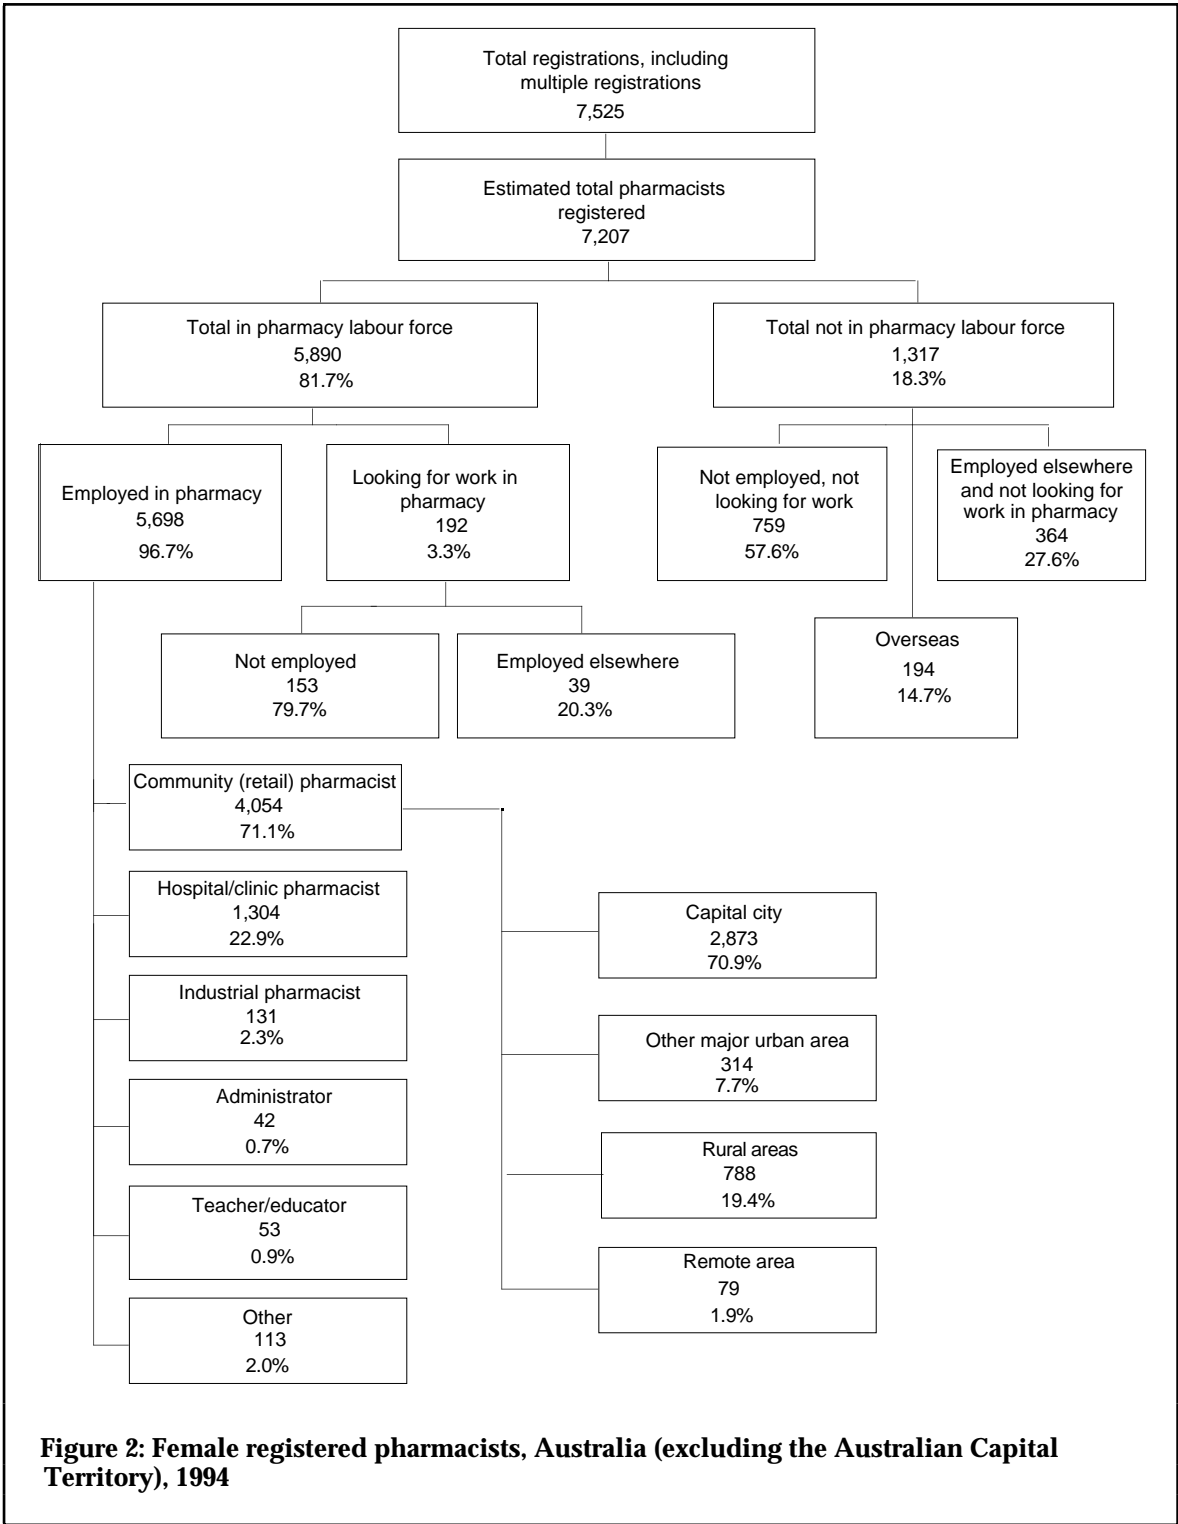 Total registrations, including
multiple registrations
7,525
Estimated total pharmacists
registered
7,207
Total in pharmacy labour force
5,890
81.7%
Total not in pharmacy labour force
1,317
18.3%
Employed in pharmacy
5,698
96.7%
Looking for work in
pharmacy
192
3.3%
Not employed, not
looking for work
759
57.6%
Employed elsewhere
and not looking for
work in pharmacy
364
27.6%
Not employed
153
79.7%
Employed elsewhere
39
20.3%
Overseas
194
14.7%
Community (retail) pharmacist
4,054
71.1%
Hospital/clinic pharmacist
1,304
22.9%
Industrial pharmacist
131
2.3%
Administrator
42
0.7%
Teacher/educator
53
0.9%
Other
113
2.0%
Capital city
2,873
70.9%
Other major urban area
314
7.7%
Rural areas
788
19.4%
Remote area
79
1.9%
Figure 2: Female registered pharmacists, Australia (excluding the Australian Capital
Territory), 1994